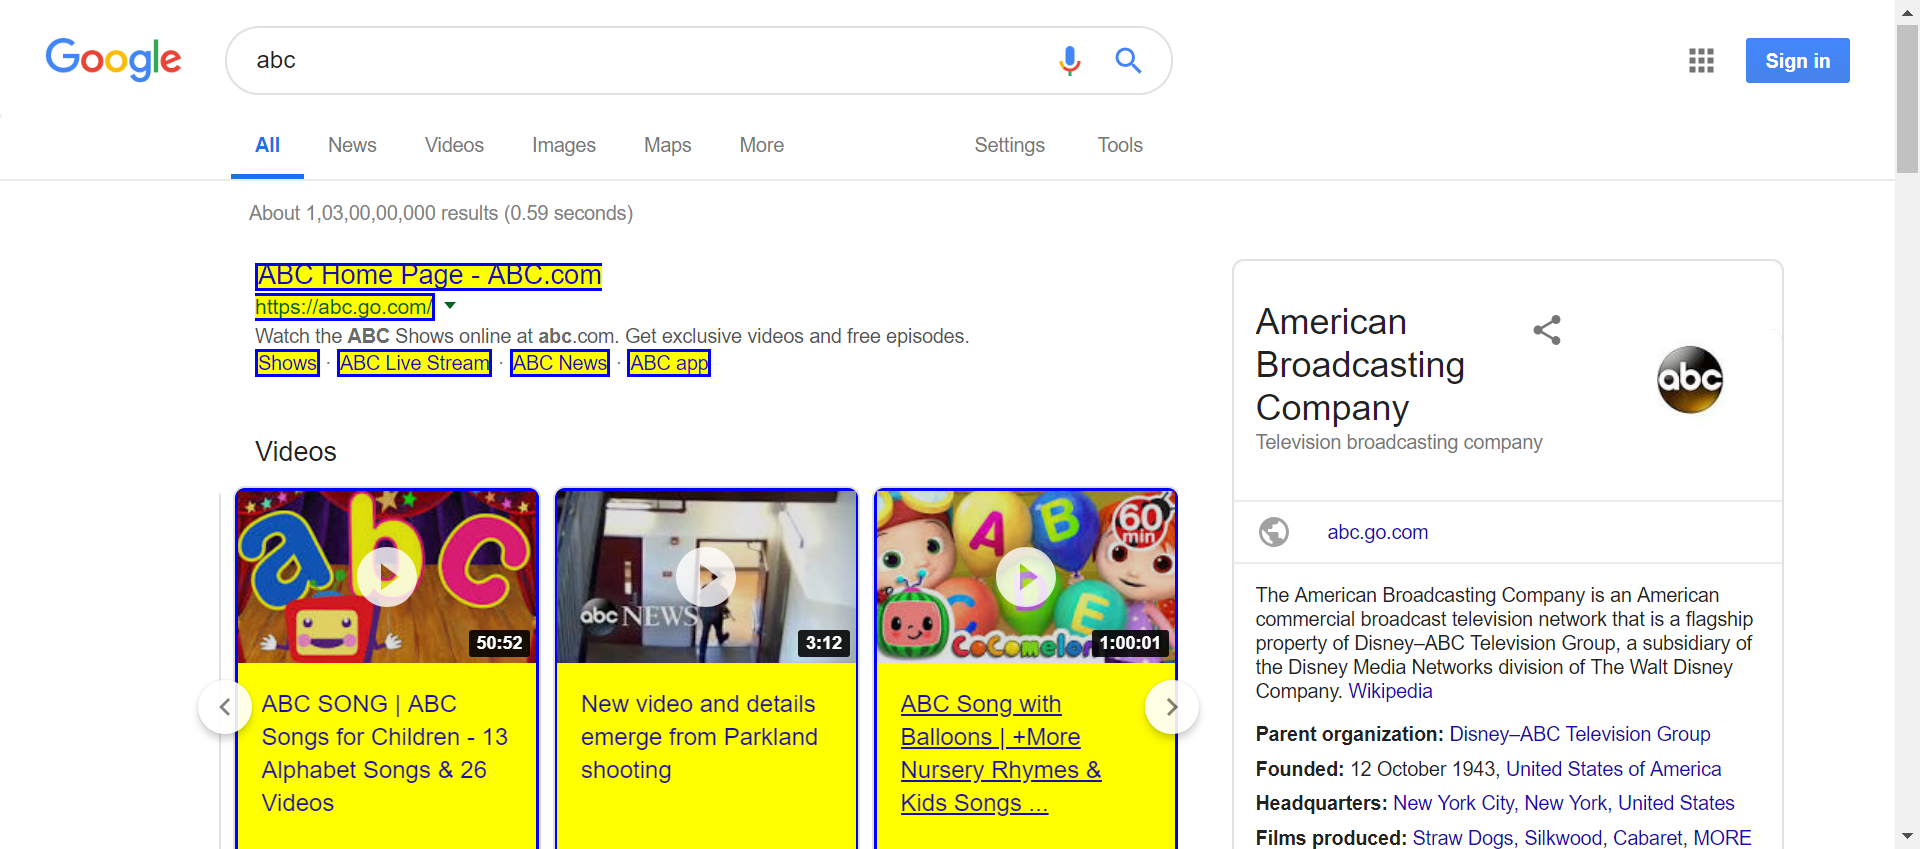 Google
abc
Sign in
All News Videos Images Maps More Settings Tools
About 1,03,00,00,000 results (0.59 seconds)
ABC Home Page - ABC.com
https://abc.go.com/
Watch the ABC Shows online at abc.com. Get exclusive videos and free episodes.
Shows · ABC Live Stream · ABC News · ABC app
Videos
abc
50:52
ABC SONG | ABC
Songs for Children - 13
Alphabet Songs & 26
Videos
abc NEWS
3:12
New video and details
emerge from Parkland
shooting
A B C D E
60
min
CoComelon
1:00:01
ABC Song with
Balloons | +More
Nursery Rhymes &
Kids Songs ...
American
Broadcasting
Company
Television broadcasting company
abc
abc.go.com
The American Broadcasting Company is an American
commercial broadcast television network that is a flagship
property of Disney–ABC Television Group, a subsidiary of
the Disney Media Networks division of The Walt Disney
Company. Wikipedia
Parent organization: Disney–ABC Television Group
Founded: 12 October 1943, United States of America
Headquarters: New York City, New York, United States
Films produced: Straw Dogs, Silkwood, Cabaret, MORE